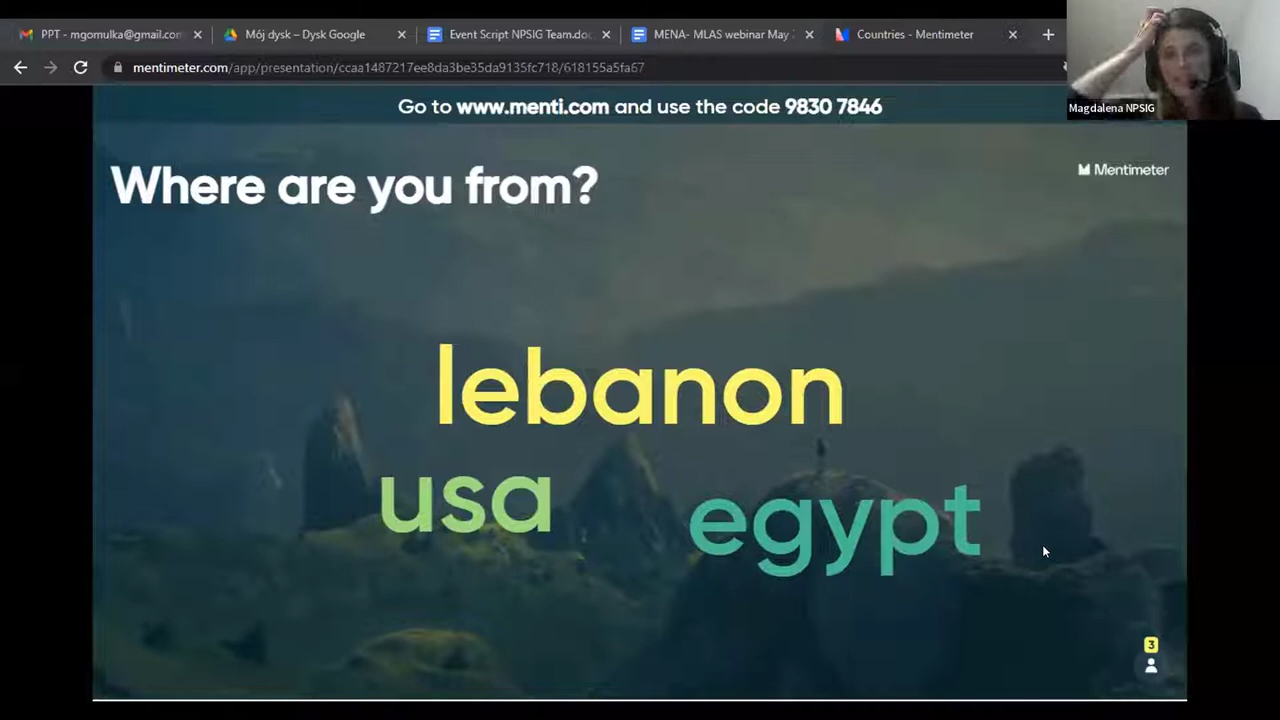 PPT - mgomulka@gmail.com
Mój dysk – Dysk Google
Event Script NPSIG Team.doc
MENA- MLAS webinar May
Countries - Mentimeter
mentimeter.com/app/presentation/ccaa1487217ee8da3be35da9135fc718/618155a5fa67
Magdalena NPSIG
Go to www.menti.com and use the code 9830 7846
Where are you from?
Mentimeter
lebanon
usa
egypt
3